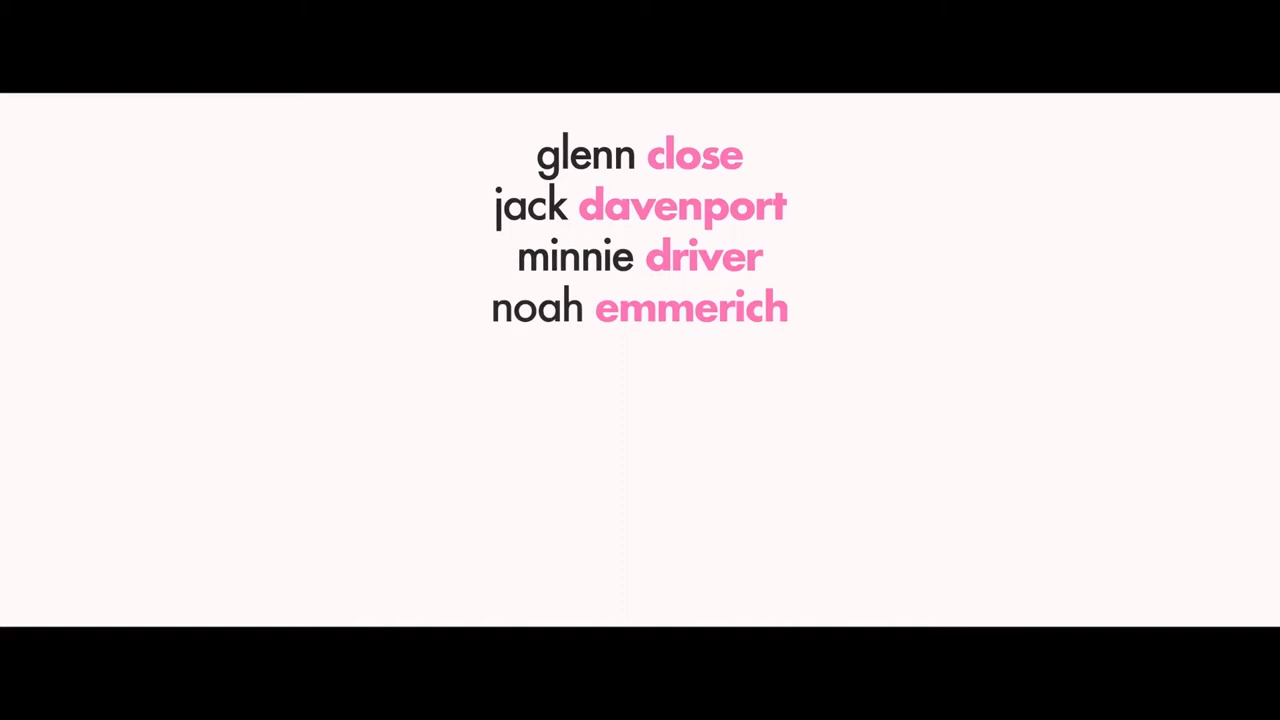 glenn close
jack davenport
minnie driver
noah emmerich